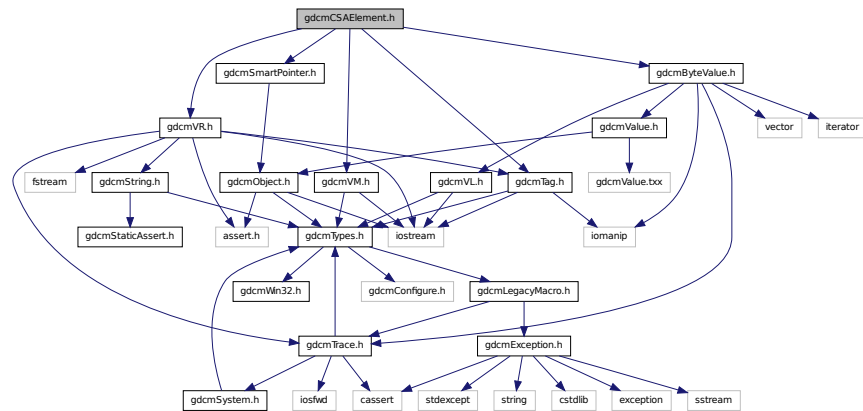 gdcmCSAElement.h
gdcmSmartPointer.h
gdcmByteValue.h
gdcmVR.h
gdcmValue.h
vector
iterator
fstream
gdcmString.h
gdcmObject.h
gdcmVM.h
gdcmVL.h
gdcmTag.h
gdcmValue.txx
gdcmStaticAssert.h
assert.h
gdcmTypes.h
iostream
iomanip
gdcmWin32.h
gdcmConfigure.h
gdcmLegacyMacro.h
gdcmTrace.h
gdcmException.h
gdcmSystem.h
iosfwd
cassert
stdexcept
string
cstdlib
exception
sstream